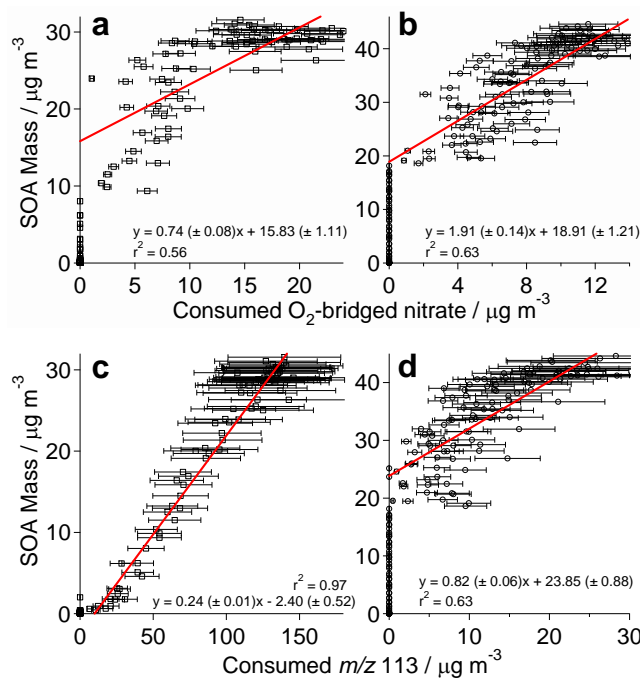 a
b
SOA Mass / μg m-3
30
20
10
0
40
30
20
10
0
y = 0.74 (± 0.08)x + 15.83 (± 1.11)
r2 = 0.56
y = 1.91 (± 0.14)x + 18.91 (± 1.21)
r2 = 0.63
0 5 10 15 20
0 4 8 12
Consumed O2-bridged nitrate / μg m-3
c
d
SOA Mass / μg m-3
30
20
10
0
40
30
20
10
0
r2 = 0.97
y = 0.24 (± 0.01)x - 2.40 (± 0.52)
y = 0.82 (± 0.06)x + 23.85 (± 0.88)
r2 = 0.63
0 50 100 150
0 10 20 30
Consumed m/z 113 / μg m-3